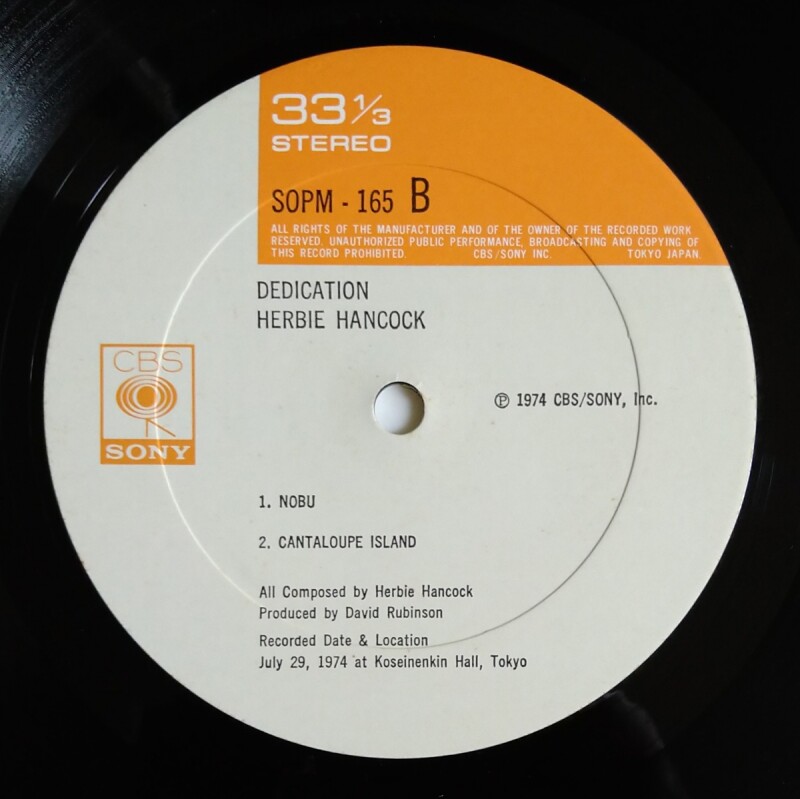 33 1/3
STEREO
SOPM - 165 B
ALL RIGHTS OF THE MANUFACTURER AND OF THE OWNER OF THE RECORDED WORK
RESERVED. UNAUTHORIZED PUBLIC PERFORMANCE, BROADCASTING AND COPYING OF
THIS RECORD PROHIBITED. CBS/SONY INC. TOKYO JAPAN.
DEDICATION
HERBIE HANCOCK
CBS
SONY
℗ 1974 CBS/SONY, Inc.
1. NOBU
2. CANTALOUPE ISLAND
All Composed by Herbie Hancock
Produced by David Rubinson
Recorded Date & Location
July 29, 1974 at Koseinenkin Hall, Tokyo